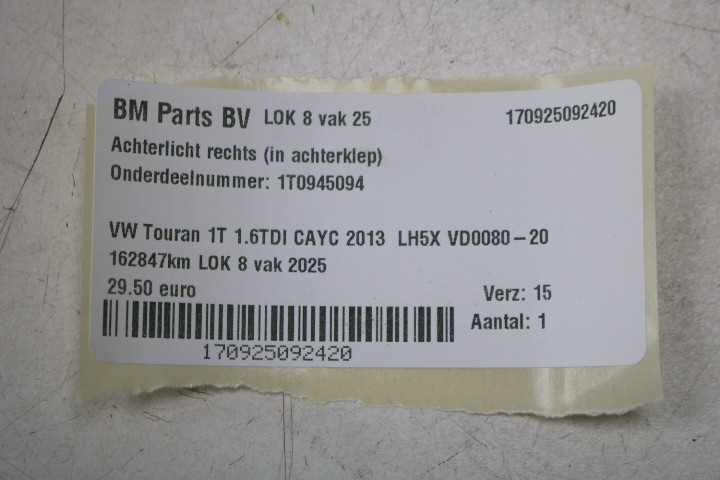 BM Parts BV LOK 8 vak 25 170925092420
Achterlicht rechts (in achterklep)
Onderdeelnummer: 1T0945094
VW Touran 1T 1.6TDI CAYC 2013 LH5X VD0080-20
162847km LOK 8 vak 2025
29.50 euro Verz: 15
Aantal: 1
170925092420